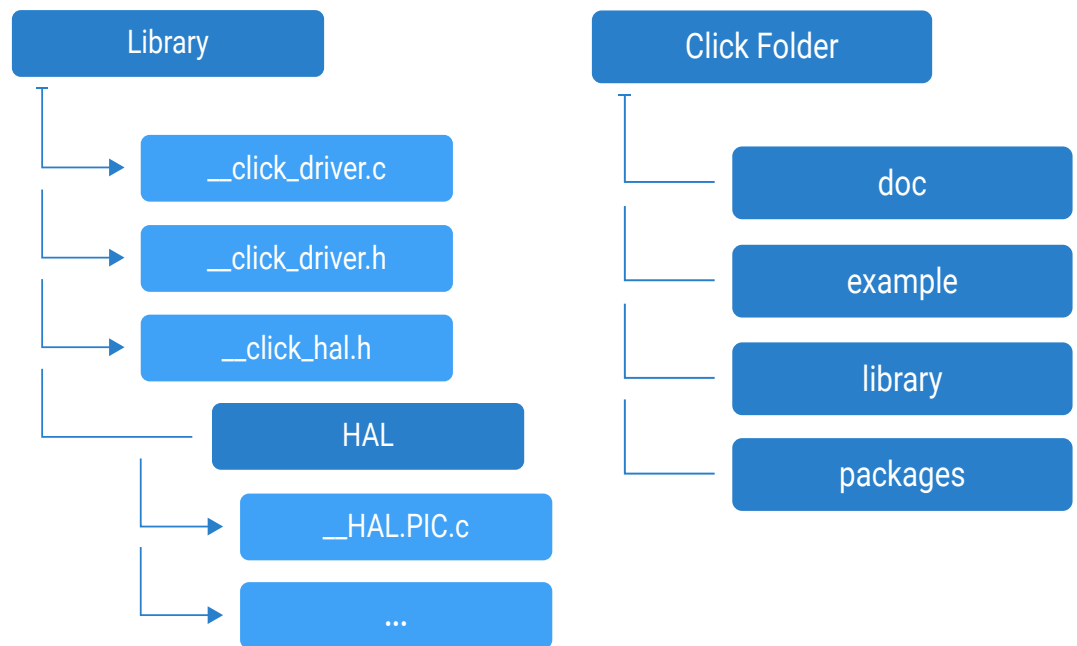 Library
__click_driver.c
__click_driver.h
__click_hal.h
HAL
__HAL.PIC.c
...
Click Folder
doc
example
library
packages